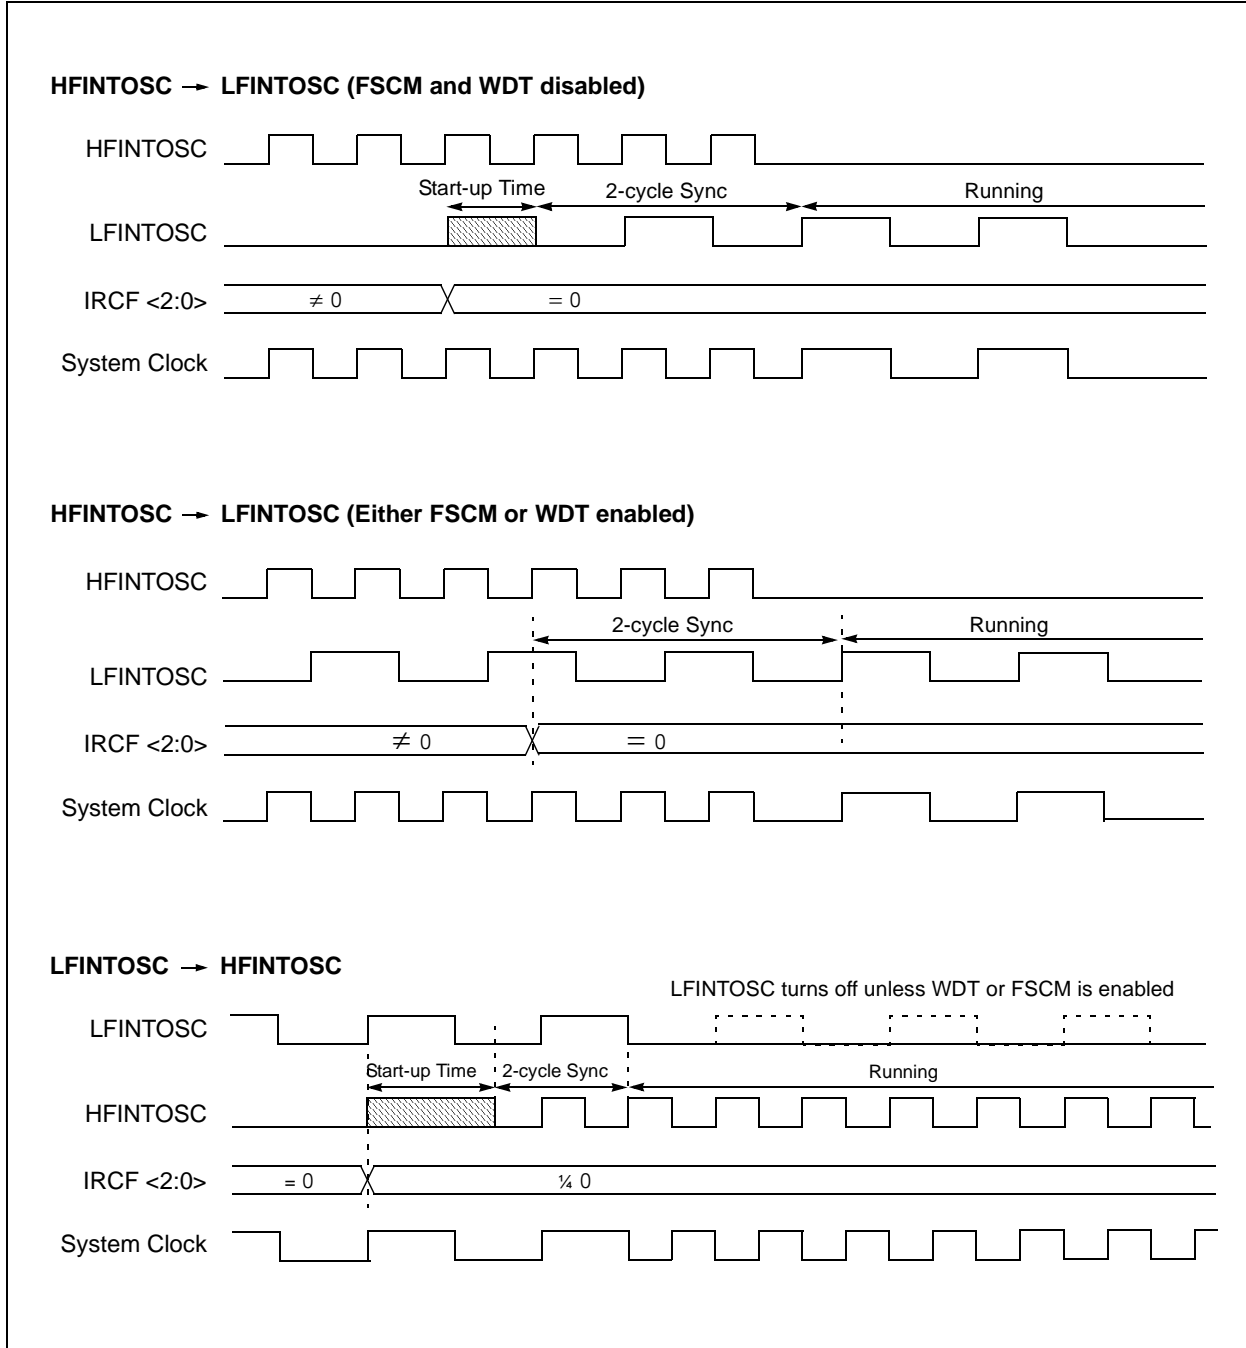 HFINTOSC → LFINTOSC (FSCM and WDT disabled)
HFINTOSC
Start-up Time 2-cycle Sync Running
LFINTOSC
IRCF <2:0> ≠ 0 = 0
System Clock
HFINTOSC → LFINTOSC (Either FSCM or WDT enabled)
HFINTOSC
2-cycle Sync Running
LFINTOSC
IRCF <2:0> ≠ 0 = 0
System Clock
LFINTOSC → HFINTOSC
LFINTOSC turns off unless WDT or FSCM is enabled
LFINTOSC
Start-up Time 2-cycle Sync Running
HFINTOSC
IRCF <2:0> = 0 ¼ 0
System Clock